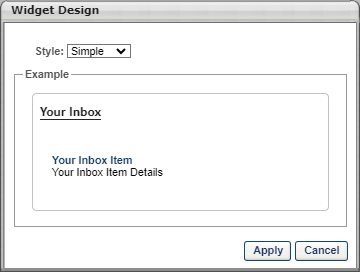 Widget Design
Style: Simple
Example
Your Inbox
Your Inbox Item
Your Inbox Item Details
Apply Cancel